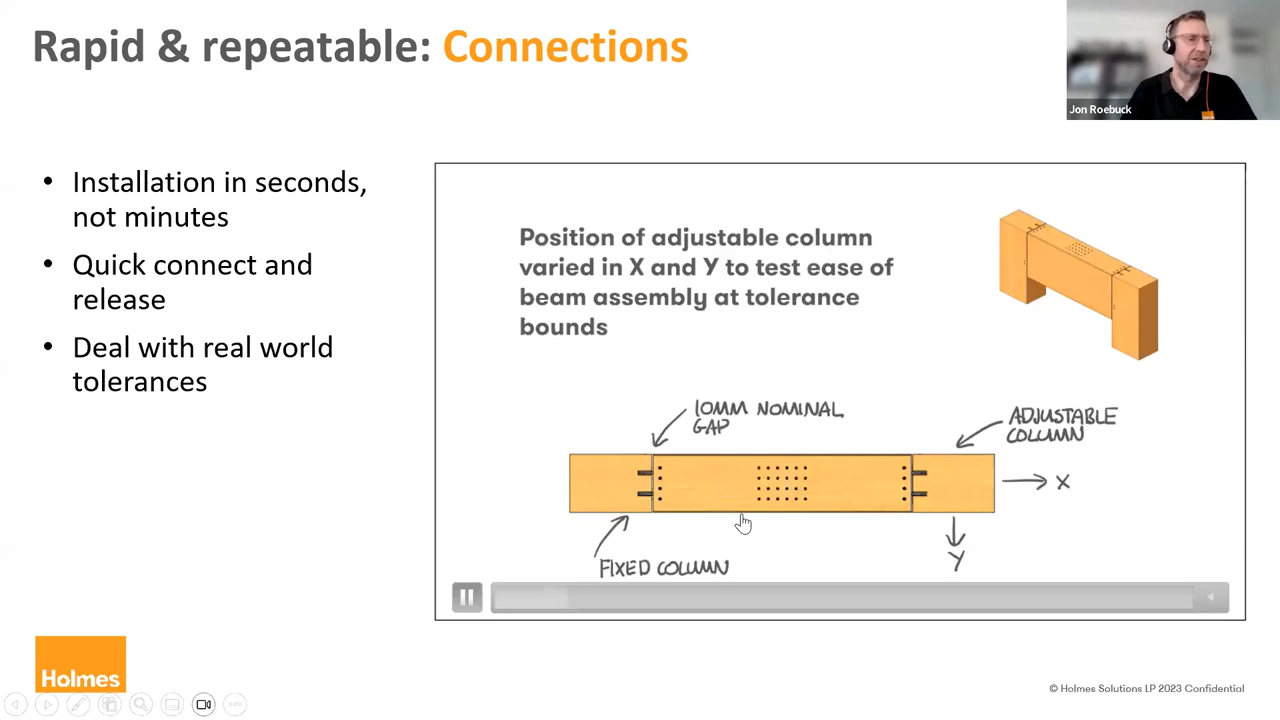 Rapid & repeatable: Connections
Jon Roebuck
• Installation in seconds,
not minutes
• Quick connect and
release
• Deal with real world
tolerances
Position of adjustable column
varied in X and Y to test ease of
beam assembly at tolerance
bounds
10MM NOMINAL
GAP
ADJUSTABLE
COLUMN
X
Y
FIXED COLUMN
Holmes
© Holmes Solutions LP 2023 Confidential